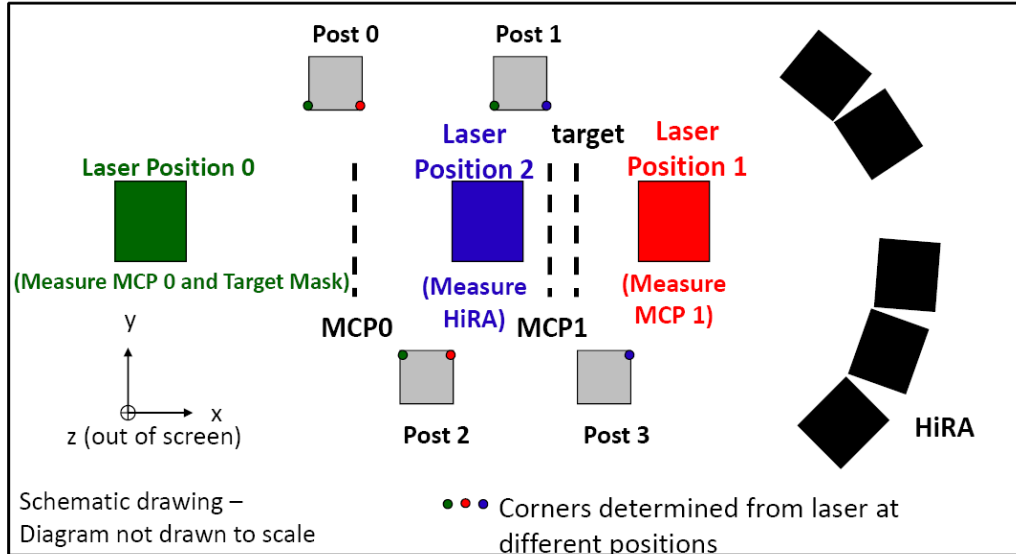 Post 0
Post 1
Laser
Position 2
target
Laser
Position 1
Laser Position 0
(Measure MCP 0 and Target Mask)
(Measure
HiRA)
(Measure
MCP 1)
MCP0
MCP1
y
x
z (out of screen)
Post 2
Post 3
HiRA
Schematic drawing –
Diagram not drawn to scale
Corners determined from laser at
different positions